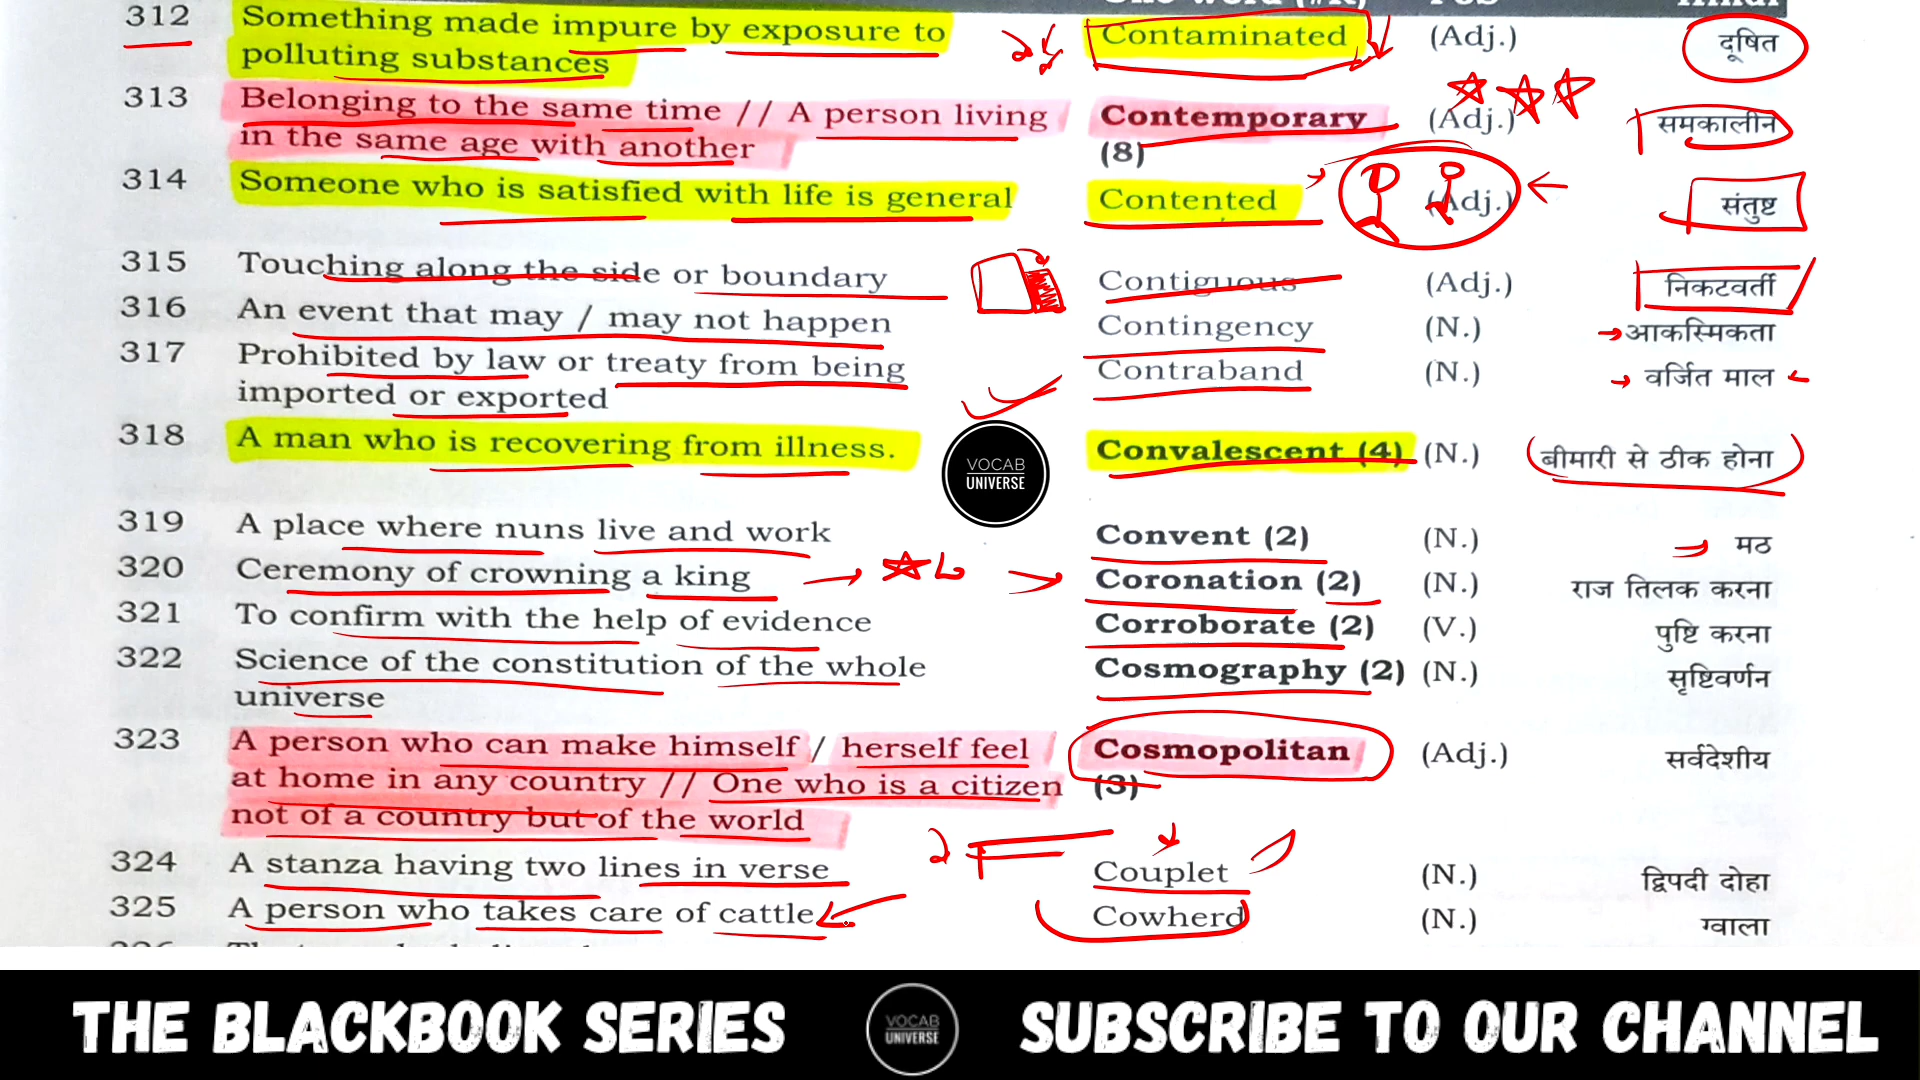 312 Something made impure by exposure to Contaminated (Adj.) दूषित
polluting substances
313 Belonging to the same time // A person living Contemporary (Adj.) समकालीन
in the same age with another (8)
314 Someone who is satisfied with life is general Contented (Adj.) संतुष्ट
315 Touching along the side or boundary Contiguous (Adj.) निकटवर्ती
316 An event that may / may not happen Contingency (N.) आकस्मिकता
317 Prohibited by law or treaty from being Contraband (N.) वर्जित माल
imported or exported
318 A man who is recovering from illness. Convalescent (4) (N.) बीमारी से ठीक होना
VOCAB
UNIVERSE
319 A place where nuns live and work Convent (2) (N.) मठ
320 Ceremony of crowning a king Coronation (2) (N.) राज तिलक करना
321 To confirm with the help of evidence Corroborate (2) (V.) पुष्टि करना
322 Science of the constitution of the whole Cosmography (2) (N.) सृष्टिवर्णन
universe
323 A person who can make himself / herself feel Cosmopolitan (Adj.) सर्वदेशीय
at home in any country // One who is a citizen (3)
not of a country but of the world
324 A stanza having two lines in verse Couplet (N.) द्विपदी दोहा
325 A person who takes care of cattle Cowherd (N.) ग्वाला
THE BLACKBOOK SERIES VOCAB UNIVERSE SUBSCRIBE TO OUR CHANNEL